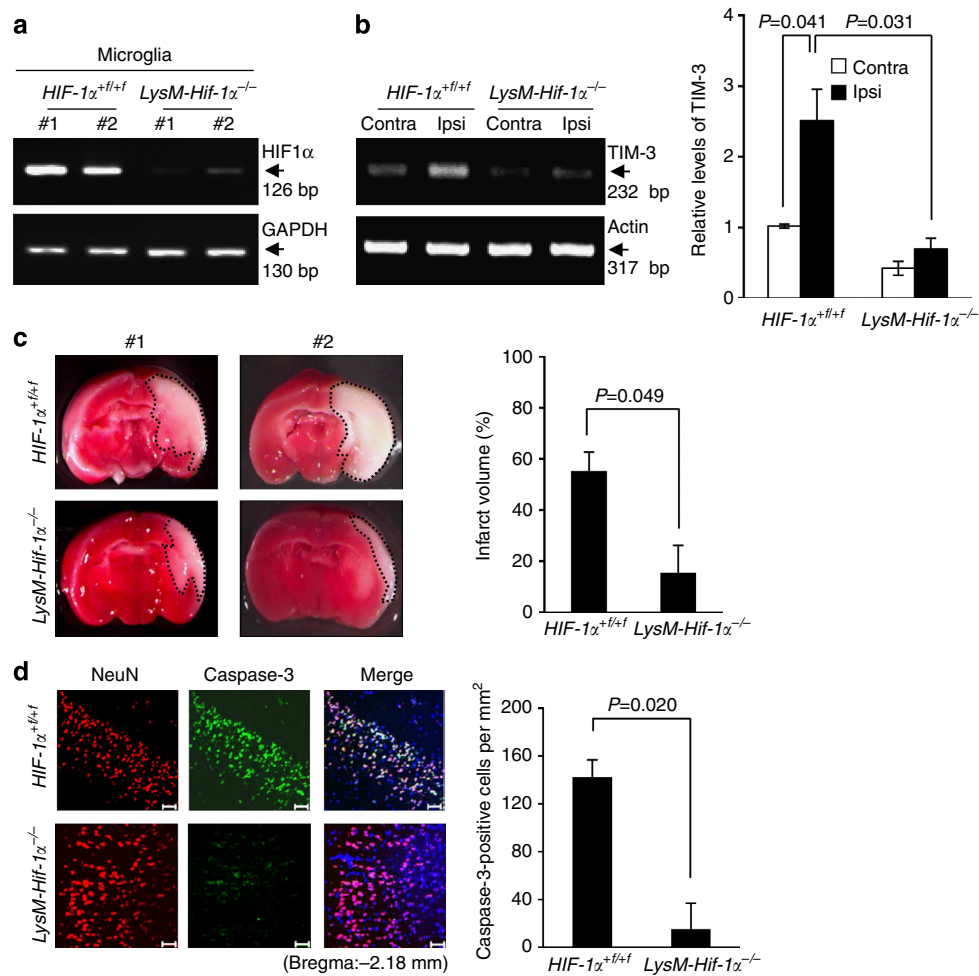 a
Microglia
HIF-1α+f/+f LysM-Hif-1α−/−
#1 #2 #1 #2
HIF1α
126 bp
GAPDH
130 bp
b
HIF-1α+f/+f LysM-Hif-1α−/−
Contra Ipsi Contra Ipsi
TIM-3
232 bp
Actin
317 bp
P=0.041 P=0.031
Contra
Ipsi
Relative levels of TIM-3
4
2
1
0
HIF-1α+f/+f LysM-Hif-1α−/−
c
#1 #2
HIF-1α+f/+f
LysM-Hif-1α−/−
Infarct volume (%)
100
80
60
40
20
0
P=0.049
HIF-1α+f/+f LysM-Hif-1α−/−
d
NeuN Caspase-3 Merge
HIF-1α+f/+f
LysM-Hif-1α−/−
(Bregma:–2.18 mm)
Caspase-3-positive cells per mm2
200
160
120
80
40
0
P=0.020
HIF-1α+f/+f LysM-Hif-1α−/−